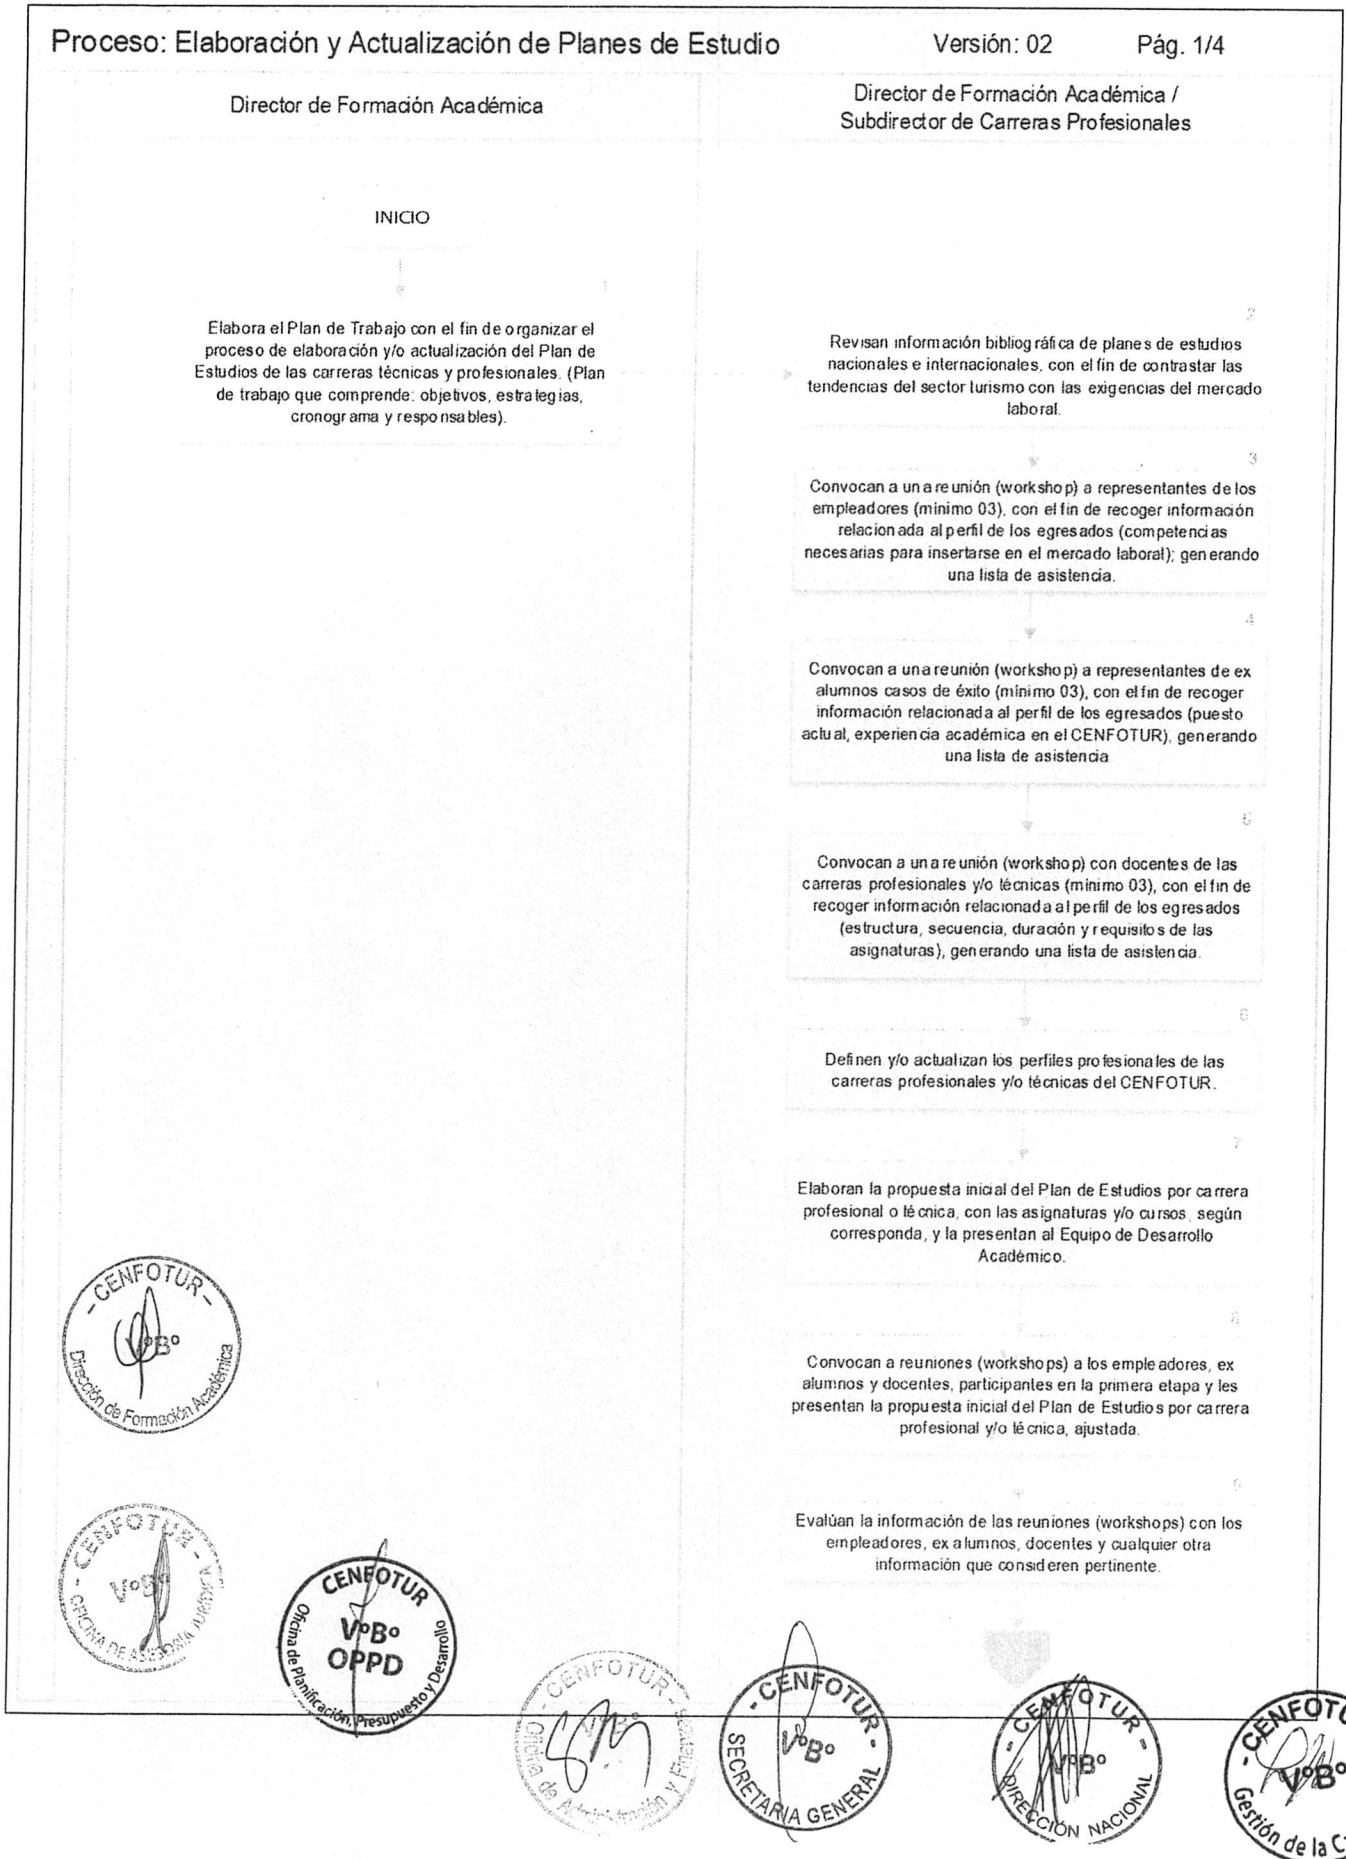 Proceso: Elaboración y Actualización de Planes de Estudio
Versión: 02
Pág. 1/4
Director de Formación Académica
Director de Formación Académica /
Subdirector de Carreras Profesionales
INICIO
1
Elabora el Plan de Trabajo con el fin de organizar el
proceso de elaboración y/o actualización del Plan de
Estudios de las carreras técnicas y profesionales. (Plan
de trabajo que comprende: objetivos, estrategias,
cronograma y responsables).
2
Revisan información bibliográfica de planes de estudios
nacionales e internacionales, con el fin de contrastar las
tendencias del sector turismo con las exigencias del mercado
laboral.
3
Convocan a una reunión (workshop) a representantes de los
empleadores (mínimo 03), con el fin de recoger información
relacionada al perfil de los egresados (competencias
necesarias para insertarse en el mercado laboral); generando
una lista de asistencia.
4
Convocan a una reunión (workshop) a representantes de ex
alumnos casos de éxito (mínimo 03), con el fin de recoger
información relacionada al perfil de los egresados (puesto
actual, experiencia académica en el CENFOTUR), generando
una lista de asistencia
5
Convocan a una reunión (workshop) con docentes de las
carreras profesionales y/o técnicas (mínimo 03), con el fin de
recoger información relacionada al perfil de los egresados
(estructura, secuencia, duración y requisitos de las
asignaturas), generando una lista de asistencia.
6
Definen y/o actualizan los perfiles profesionales de las
carreras profesionales y/o técnicas del CENFOTUR.
7
Elaboran la propuesta inicial del Plan de Estudios por carrera
profesional o técnica, con las asignaturas y/o cursos, según
corresponda, y la presentan al Equipo de Desarrollo
Académico.
8
Convocan a reuniones (workshops) a los empleadores, ex
alumnos y docentes, participantes en la primera etapa y les
presentan la propuesta inicial del Plan de Estudios por carrera
profesional y/o técnica, ajustada.
9
Evalúan la información de las reuniones (workshops) con los
empleadores, ex alumnos, docentes y cualquier otra
información que consideren pertinente.
- CENFOTUR -
VºBº
Dirección de Formación Académica
- CENFOTUR -
VºBº
OFICINA DE ASESORÍA JURÍDICA
CENFOTUR
VºBº
OPPD
Oficina de Planificación, Presupuesto y Desarrollo
- CENFOTUR -
VºBº
Oficina de Administración y Finanzas
- CENFOTUR -
VºBº
SECRETARIA GENERAL
- CENFOTUR -
VºBº
DIRECCIÓN NACIONAL
- CENFOTU
VºBº
Gestión de la C